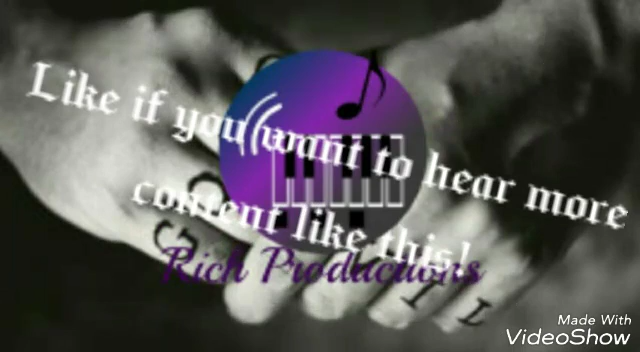 Like if you want to hear more
content like this!
Rich Productions
Made With
VideoShow